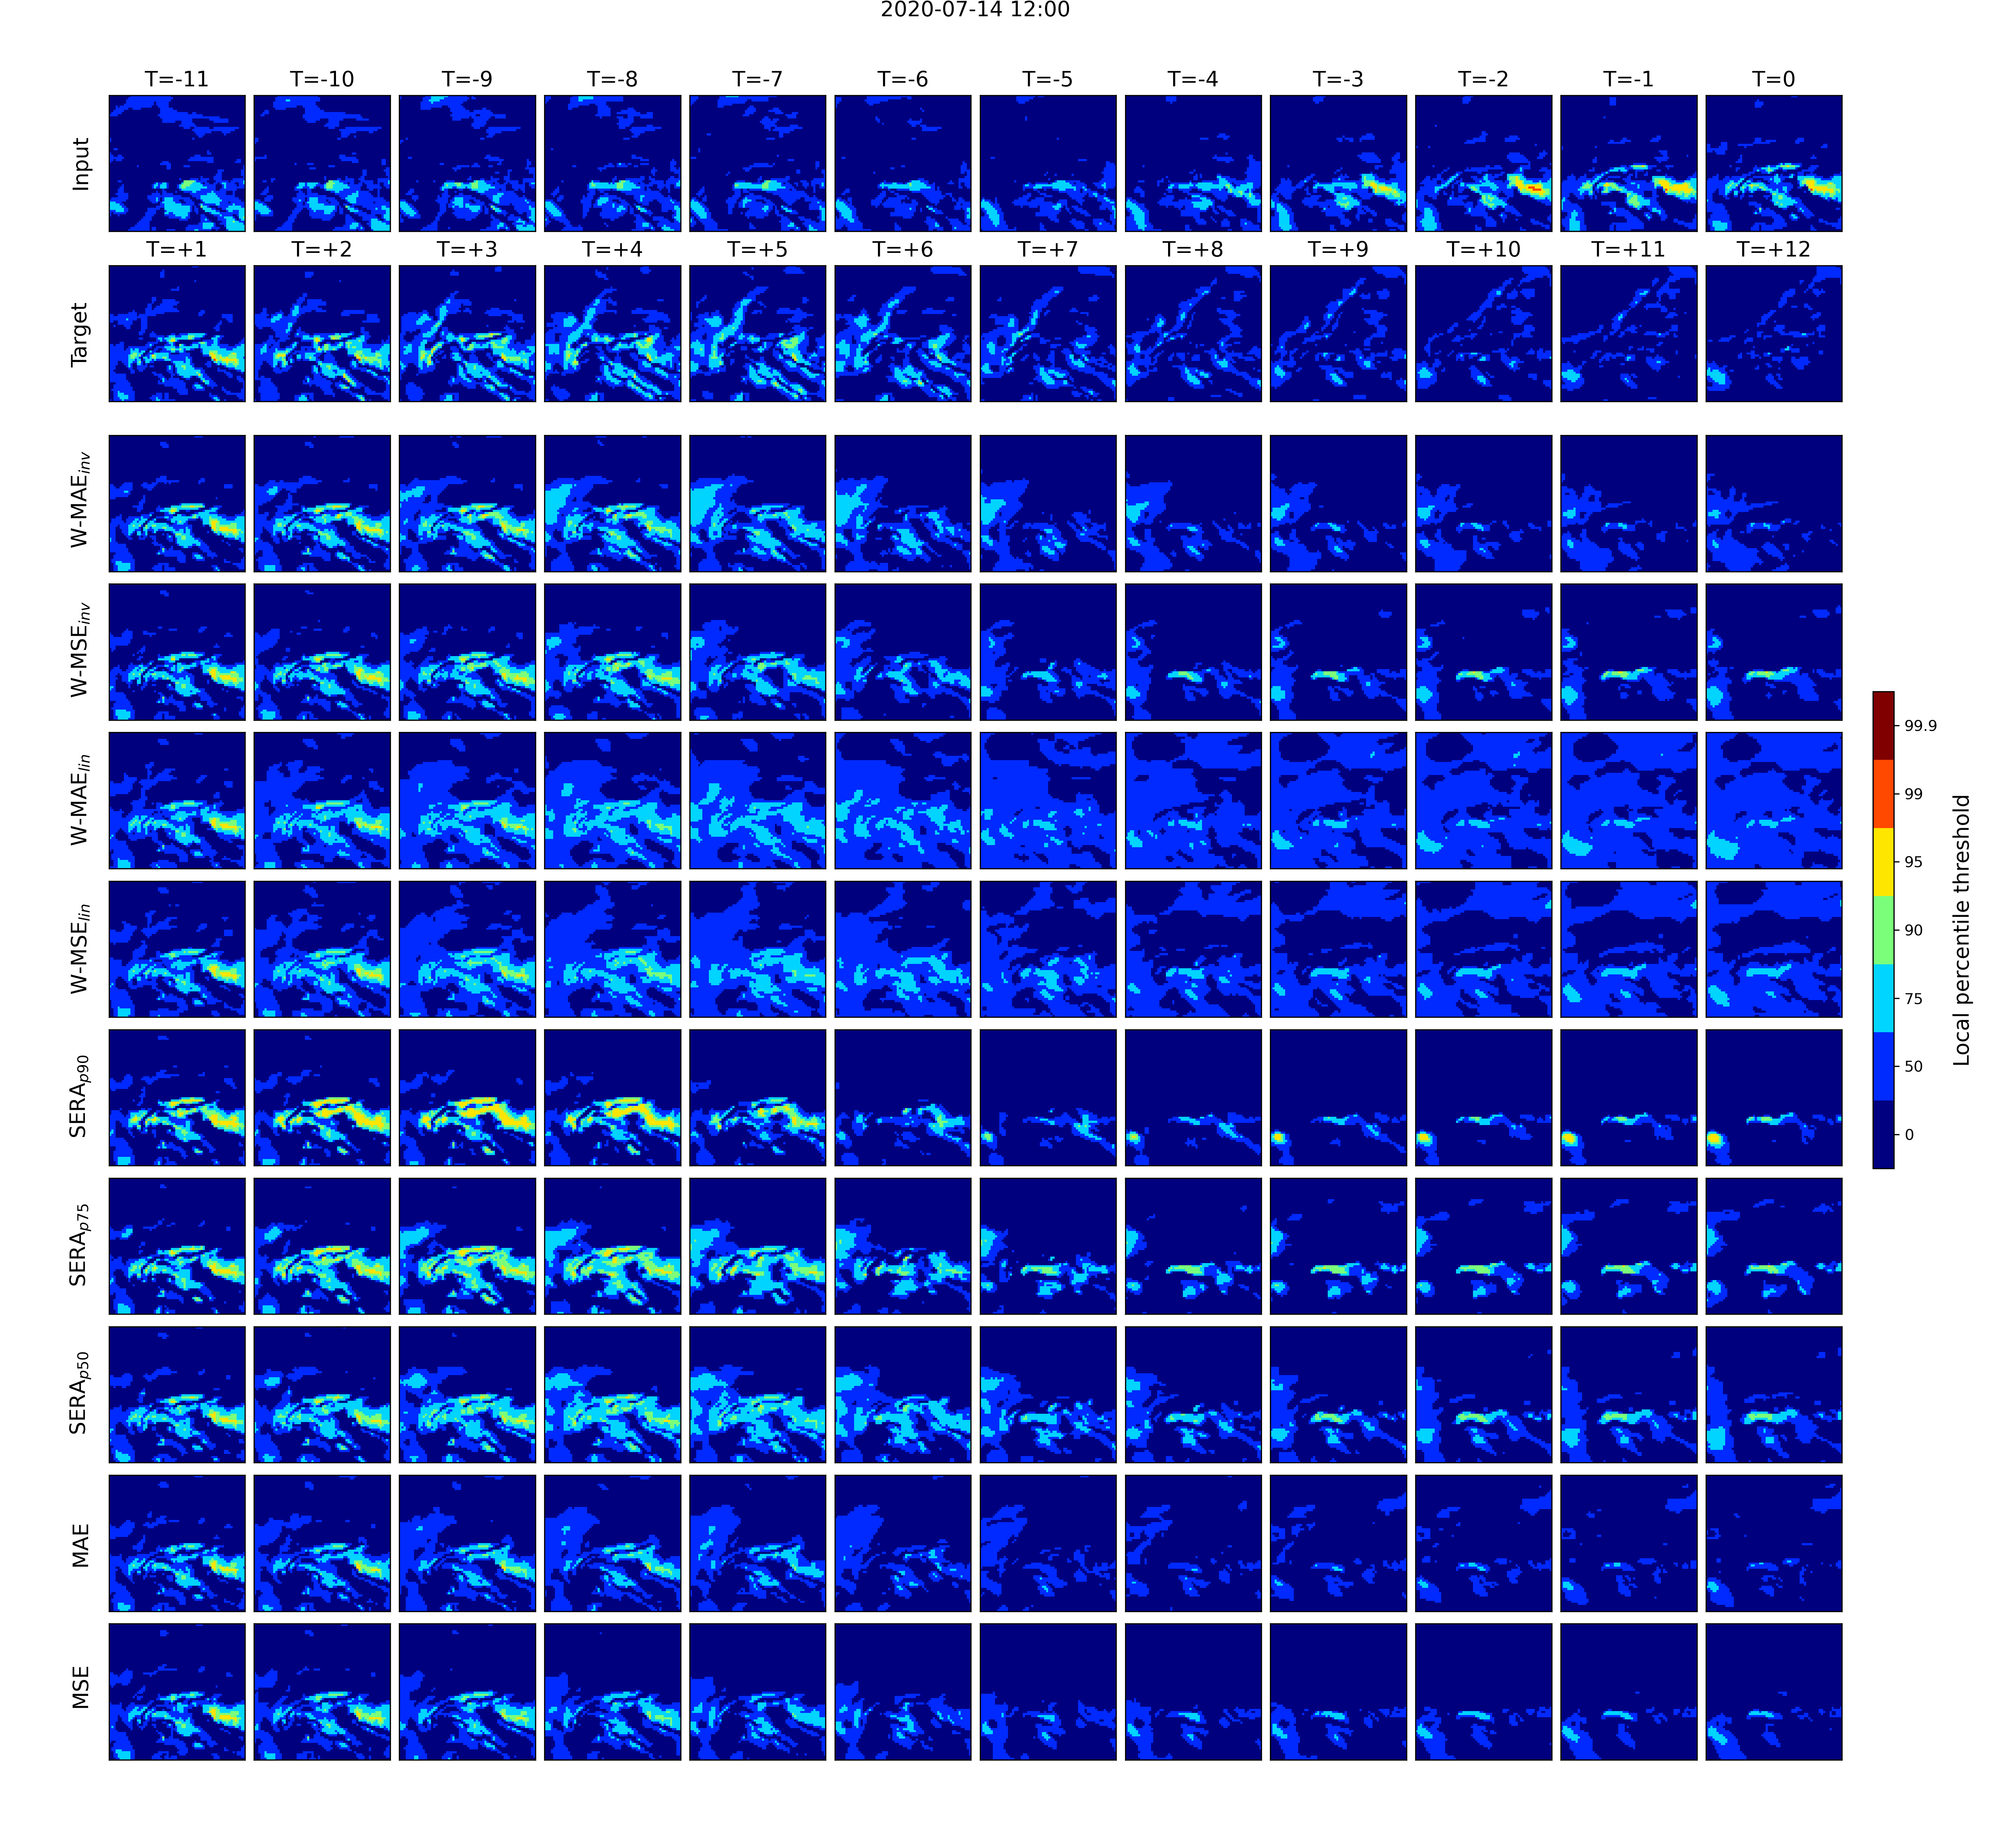 2020-07-14 12:00
T=-11 T=-10 T=-9 T=-8 T=-7 T=-6 T=-5 T=-4 T=-3 T=-2 T=-1 T=0
Input
T=+1 T=+2 T=+3 T=+4 T=+5 T=+6 T=+7 T=+8 T=+9 T=+10 T=+11 T=+12
Target
W-MAEinv
W-MSEinv
W-MAElin
W-MSElin
SERAp90
SERAp75
SERAp50
MAE
MSE
99.9
99
95
90
75
50
0
Local percentile threshold